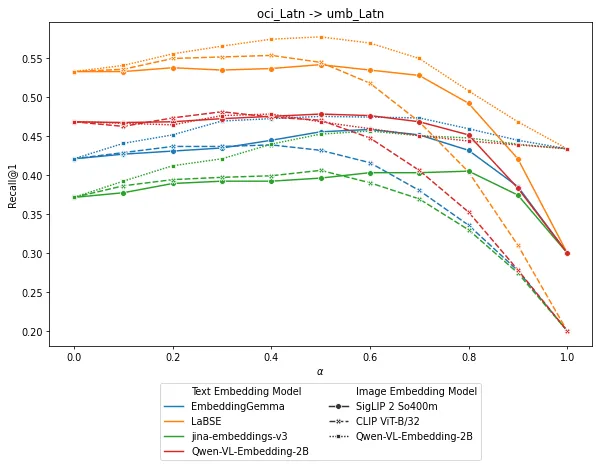 oci_Latn -> umb_Latn
Recall@1
0.55
0.50
0.45
0.40
0.35
0.30
0.25
0.20
0.0 0.2 0.4 0.6 0.8 1.0
α
Text Embedding Model Image Embedding Model
EmbeddingGemma SigLIP 2 So400m
LaBSE CLIP ViT-B/32
jina-embeddings-v3 Qwen-VL-Embedding-2B
Qwen-VL-Embedding-2B